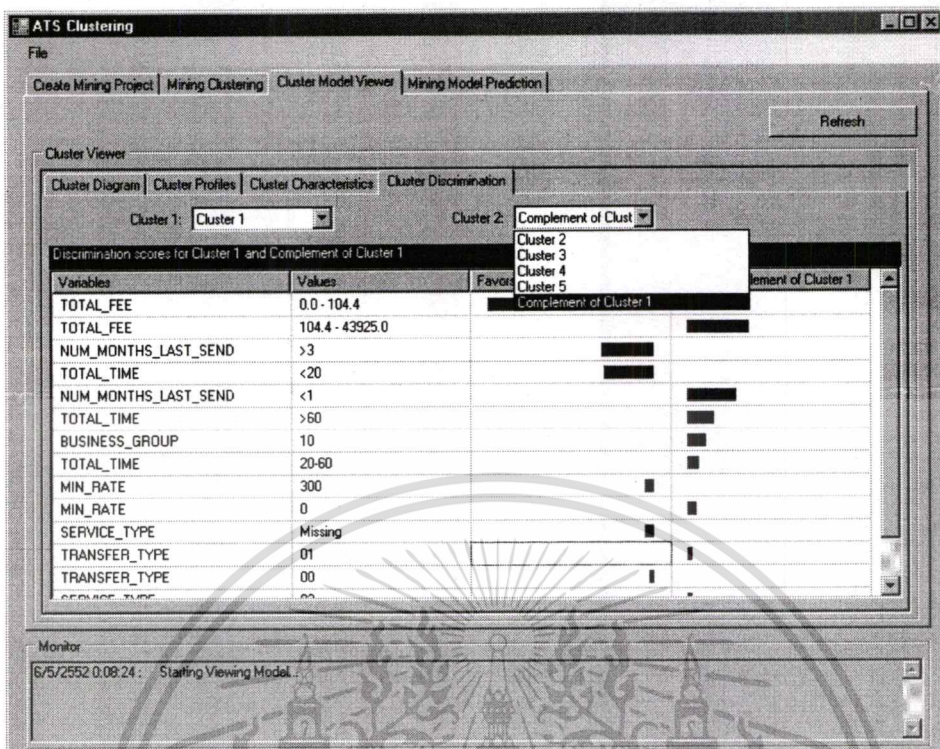 ATS Clustering
File
Create Mining Project Mining Clustering Cluster Model Viewer Mining Model Prediction
Refresh
Cluster Viewer
Cluster Diagram Cluster Profiles Cluster Characteristics Cluster Discrimination
Cluster 1: Cluster 1 Cluster 2: Complement of Clust
Cluster 2
Cluster 3
Cluster 4
Cluster 5
Complement of Cluster 1
Discrimination scores for Cluster 1 and Complement of Cluster 1
Variables Values Favors lement of Cluster 1
TOTAL_FEE 0.0 - 104.4
TOTAL_FEE 104.4 - 43925.0
NUM_MONTHS_LAST_SEND >3
TOTAL_TIME <20
NUM_MONTHS_LAST_SEND <1
TOTAL_TIME >60
BUSINESS_GROUP 10
TOTAL_TIME 20-60
MIN_RATE 300
MIN_RATE 0
SERVICE_TYPE Missing
TRANSFER_TYPE 01
TRANSFER_TYPE 00
Monitor
6/5/2552 0:08:24 : Starting Viewing Model...